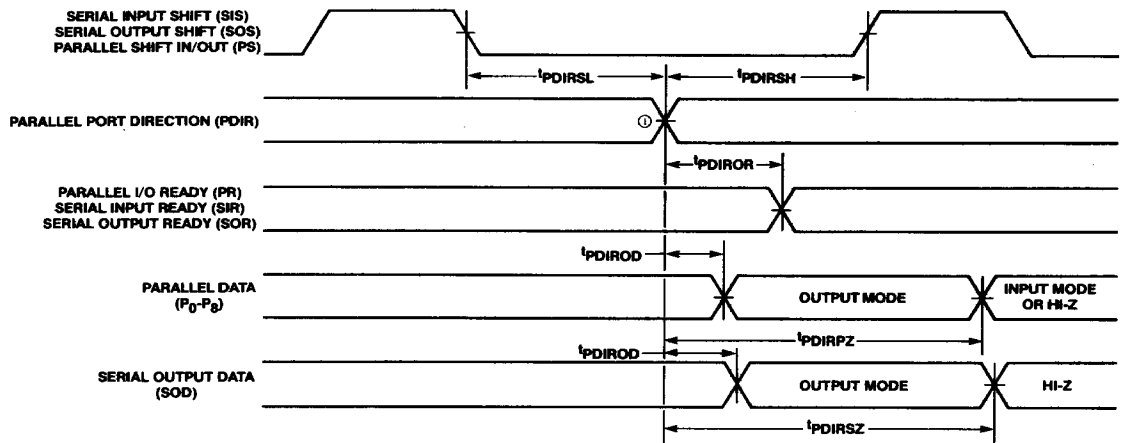 SERIAL INPUT SHIFT (SIS)
SERIAL OUTPUT SHIFT (SOS)
PARALLEL SHIFT IN/OUT (PS)
tPDIRSL
tPDIRSH
PARALLEL PORT DIRECTION (PDIR)
①
tPDIROR
PARALLEL I/O READY (PR)
SERIAL INPUT READY (SIR)
SERIAL OUTPUT READY (SOR)
tPDIROD
PARALLEL DATA
(P0-P8)
OUTPUT MODE
INPUT MODE
OR HI-Z
tPDIRPZ
tPDIROD
SERIAL OUTPUT DATA
(SOD)
OUTPUT MODE
HI-Z
tPDIRSZ